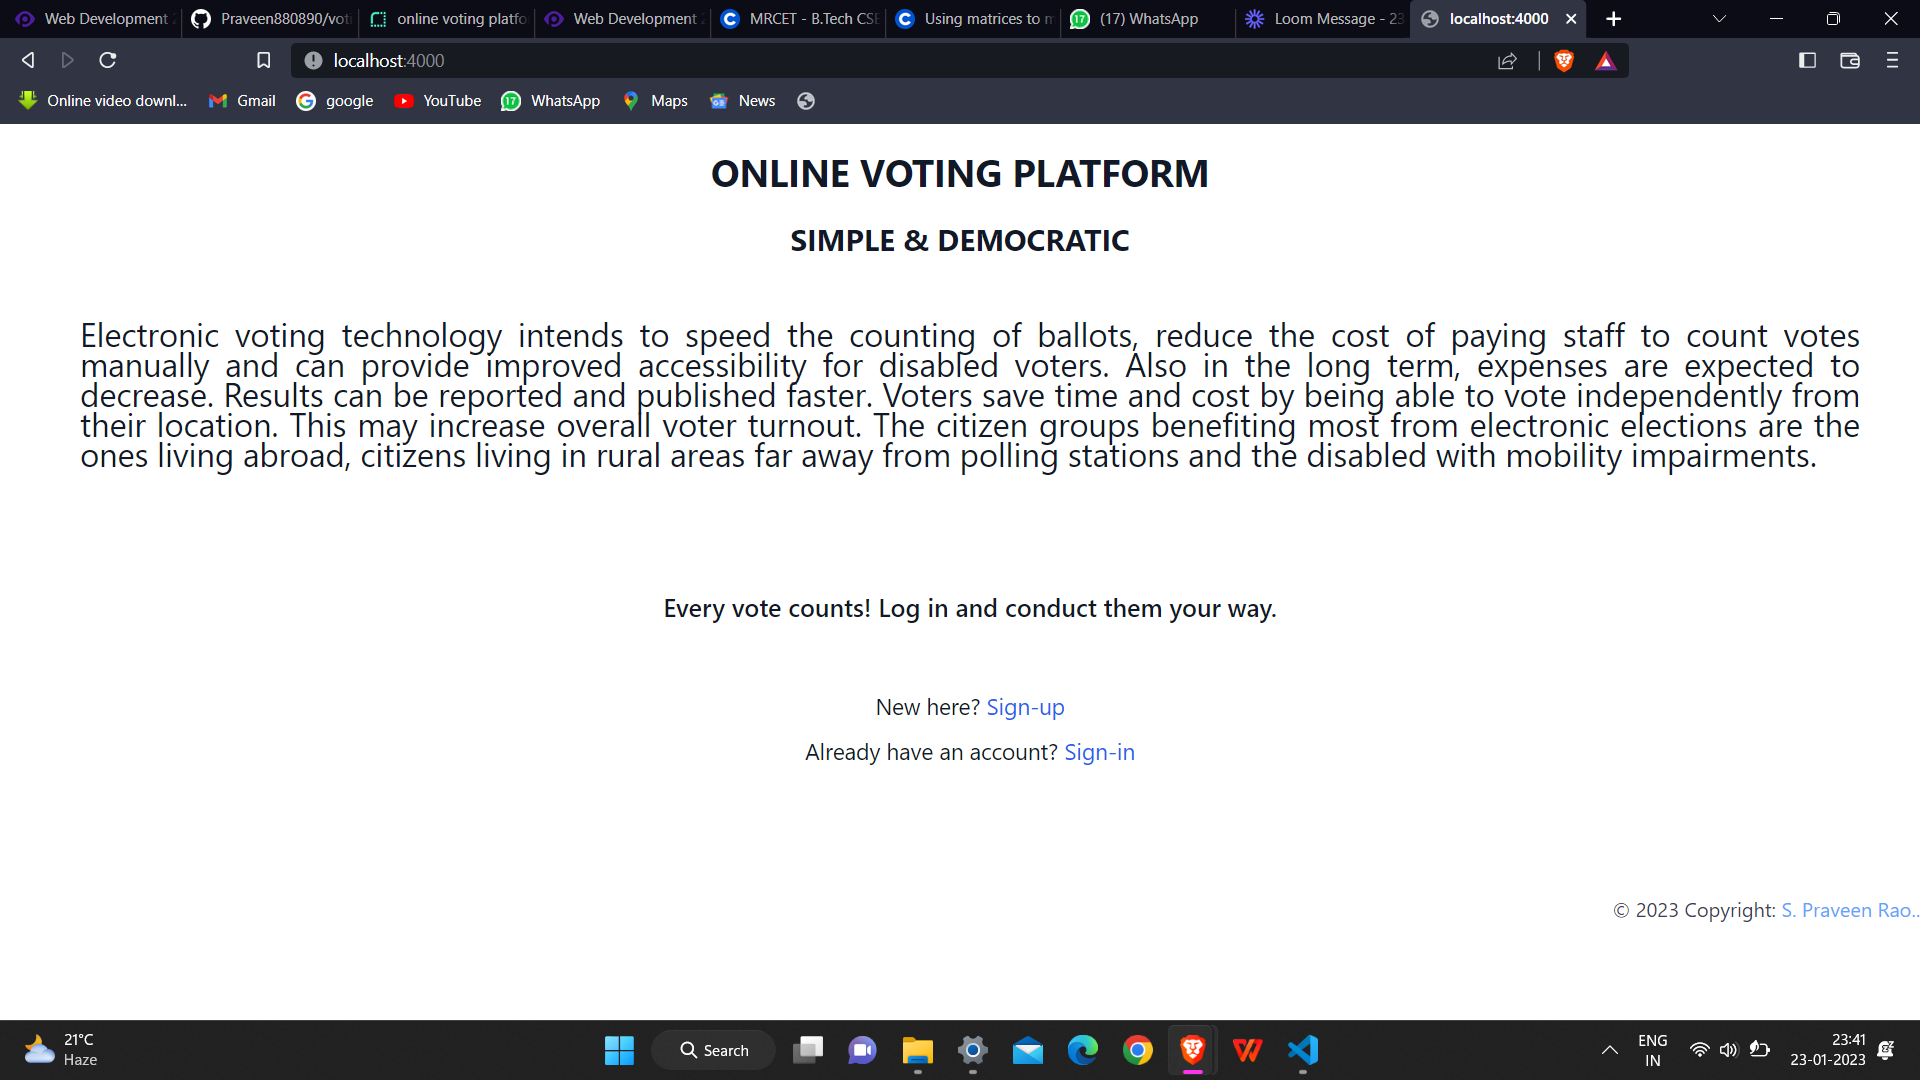 Web Development
Praveen880890/voti
online voting platfo
Web Development
MRCET - B.Tech CSE
Using matrices to m
(17) WhatsApp
Loom Message - 23
localhost:4000
localhost:4000
Online video downl...
Gmail
google
YouTube
17
WhatsApp
Maps
News
ONLINE VOTING PLATFORM
SIMPLE & DEMOCRATIC
Electronic voting technology intends to speed the counting of ballots, reduce the cost of paying staff to count votes
manually and can provide improved accessibility for disabled voters. Also in the long term, expenses are expected to
decrease. Results can be reported and published faster. Voters save time and cost by being able to vote independently from
their location. This may increase overall voter turnout. The citizen groups benefiting most from electronic elections are the
ones living abroad, citizens living in rural areas far away from polling stations and the disabled with mobility impairments.
Every vote counts! Log in and conduct them your way.
New here? Sign-up
Already have an account? Sign-in
© 2023 Copyright: S. Praveen Rao..
21°C
Haze
Search
ENG
IN
23:41
23-01-2023